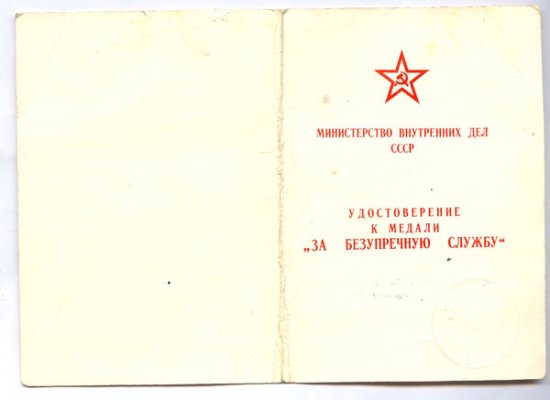 МИНИСТЕРСТВО ВНУТРЕННИХ ДЕЛ
СССР
УДОСТОВЕРЕНИЕ
К МЕДАЛИ
„ЗА БЕЗУПРЕЧНУЮ СЛУЖБУ“